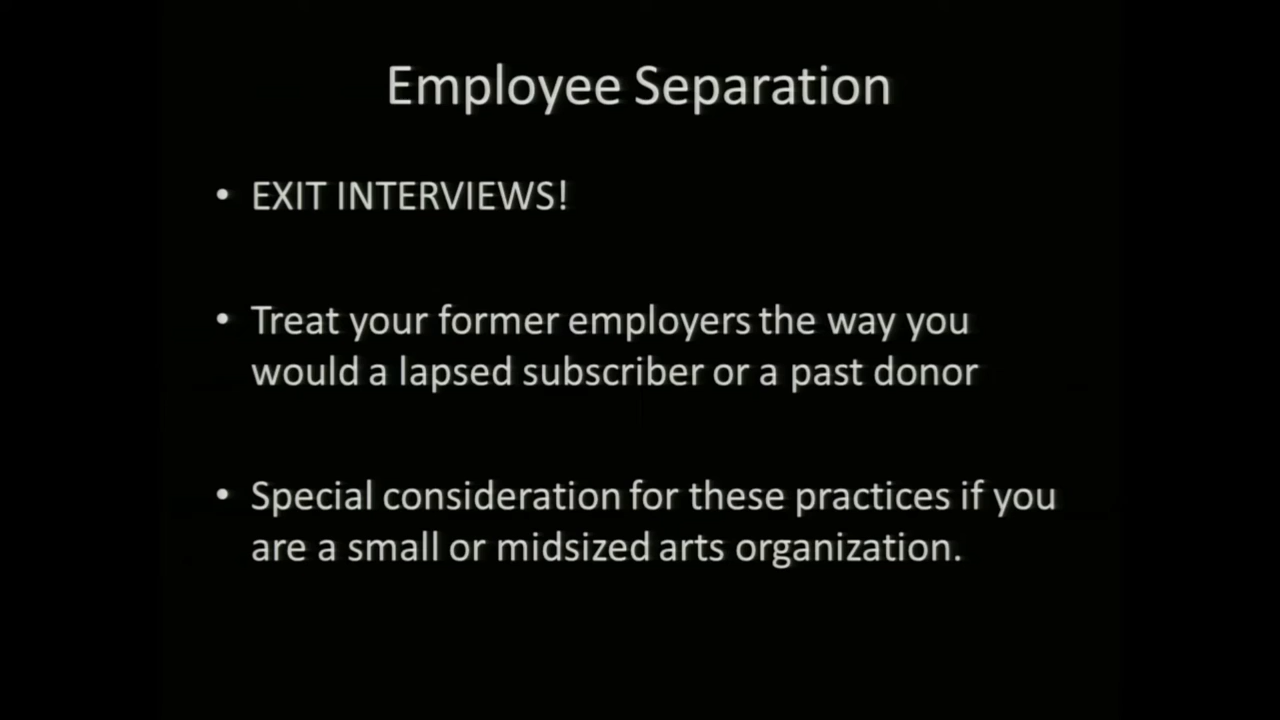 Employee Separation
• EXIT INTERVIEWS!
• Treat your former employers the way you
would a lapsed subscriber or a past donor
• Special consideration for these practices if you
are a small or midsized arts organization.